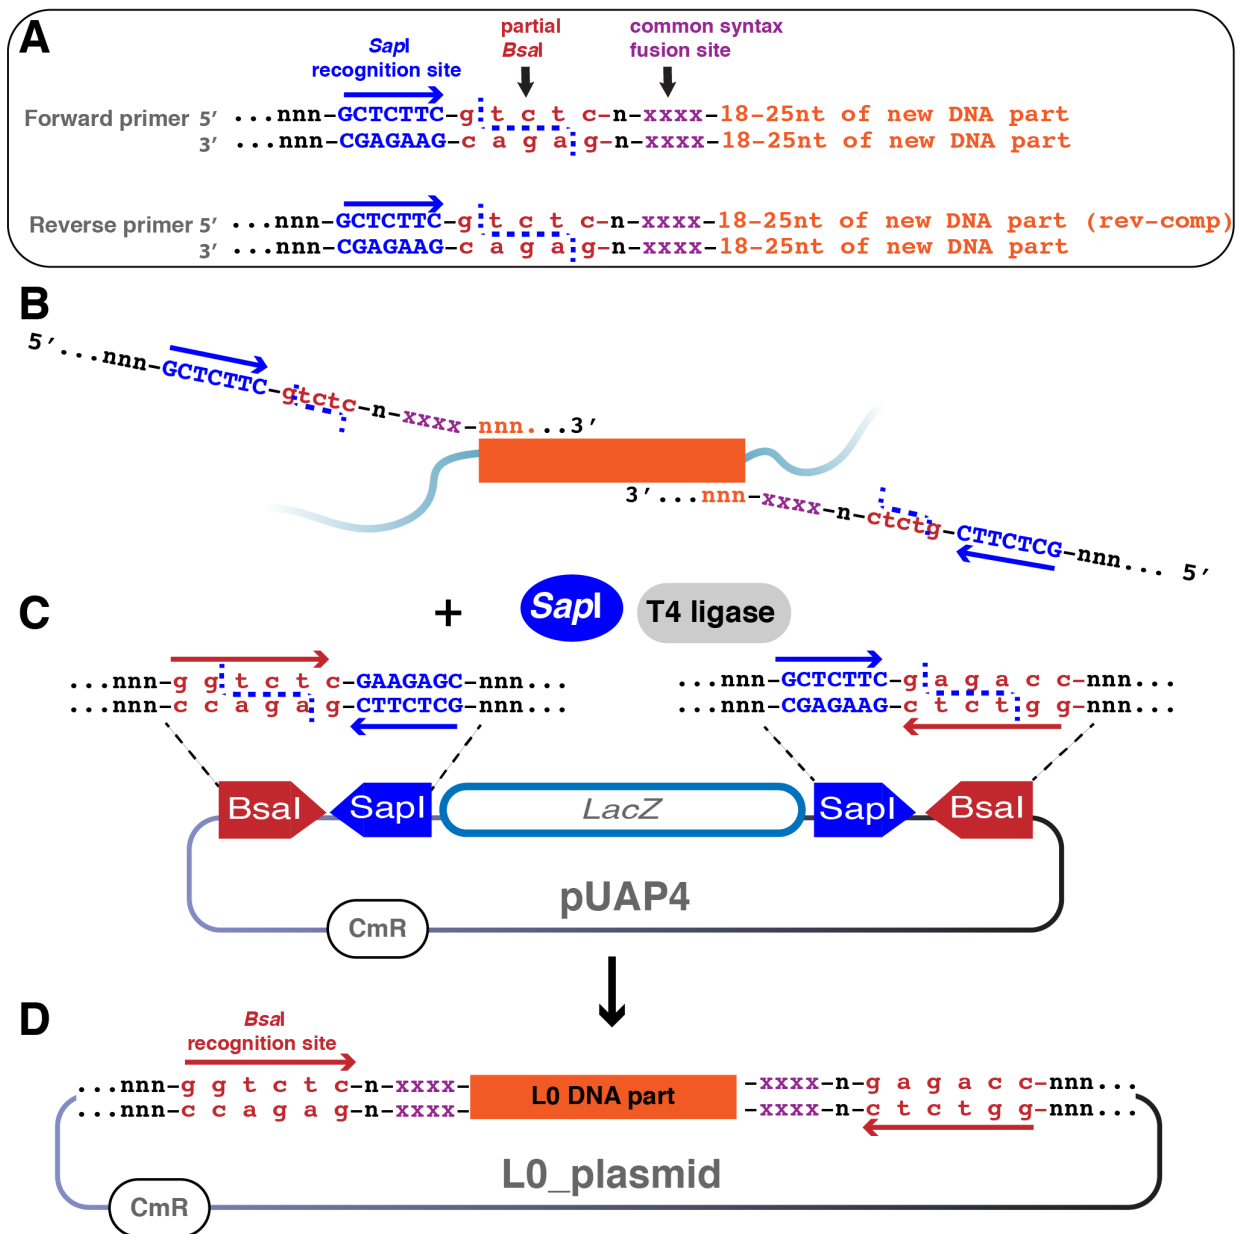 A
partial
BsaI
common syntax
fusion site
SapI
recognition site
Forward primer 5′ ...nnn-GCTCTTC-g t c t c-n-xxxx-18-25nt of new DNA part
3′ ...nnn-CGAGAAG-c a g a g-n-xxxx-18-25nt of new DNA part
Reverse primer 5′ ...nnn-GCTCTTC-g t c t c-n-xxxx-18-25nt of new DNA part (rev-comp)
3′ ...nnn-CGAGAAG-c a g a g-n-xxxx-18-25nt of new DNA part
B
5′...nnn-GCTCTTC-gtctc-n-xxxx-nnn...3′
3′...nnn-xxxx-n-ctctg-CTTCTCG-nnn... 5′
C
+ SapI T4 ligase
...nnn-g g t c t c-GAAGAGC-nnn...
...nnn-c c a g a g-CTTCTCG-nnn...
...nnn-GCTCTTC-g a g a c c-nnn...
...nnn-CGAGAAG-c t c t g g-nnn...
BsaI SapI LacZ SapI BsaI
pUAP4
CmR
D
BsaI
recognition site
...nnn-g g t c t c-n-xxxx- L0 DNA part -xxxx-n-g a g a c c-nnn...
...nnn-c c a g a g-n-xxxx- -xxxx-n-c t c t g g-nnn...
L0_plasmid
CmR